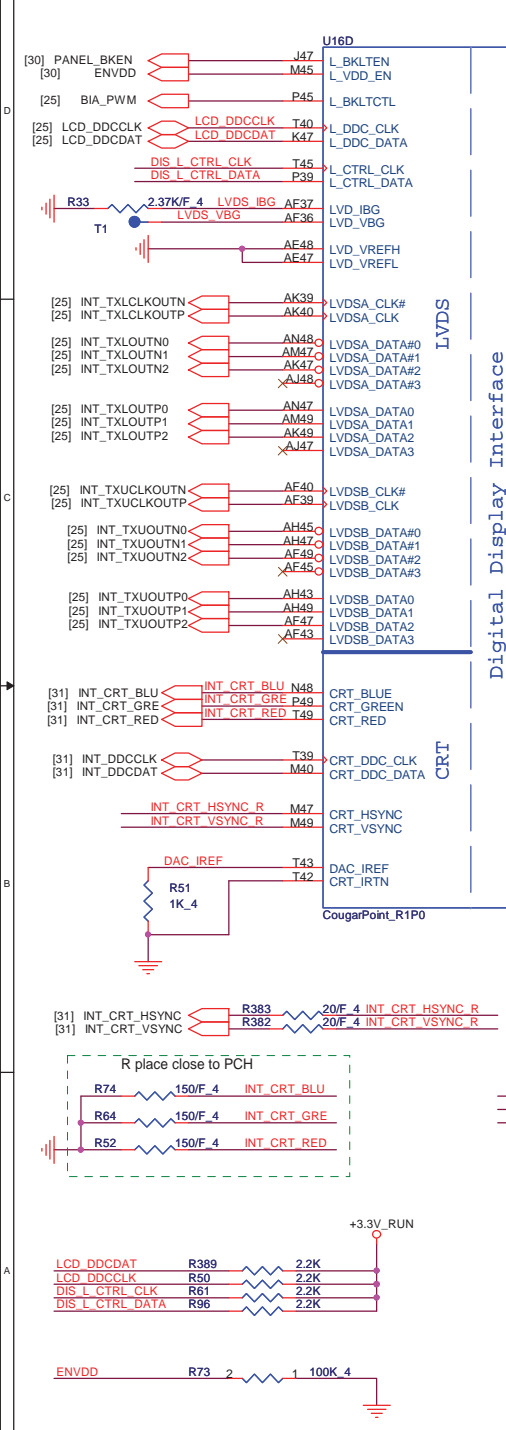 U16D
[30] PANEL_BKEN J47 L_BKLTEN
[30] ENVDD M45 L_VDD_EN
[25] BIA_PWM P45 L_BKLTCTL
D
[25] LCD_DDCCLK LCD_DDCCLK T40 L_DDC_CLK
[25] LCD_DDCDAT LCD_DDCDAT K47 L_DDC_DATA
DIS_L_CTRL_CLK T45 L_CTRL_CLK
DIS_L_CTRL_DATA P39 L_CTRL_DATA
R33 2.37K/F_4 LVDS_IBG AF37 LVD_IBG
T1 LVDS_VBG AF36 LVD_VBG
AE48 LVD_VREFH
AE47 LVD_VREFL
[25] INT_TXLCLKOUTN AK39 LVDSA_CLK#
[25] INT_TXLCLKOUTP AK40 LVDSA_CLK
LVDS
[25] INT_TXLOUTN0 AN48 LVDSA_DATA#0
[25] INT_TXLOUTN1 AM47 LVDSA_DATA#1
[25] INT_TXLOUTN2 AK47 LVDSA_DATA#2
AJ48 LVDSA_DATA#3
[25] INT_TXLOUTP0 AN47 LVDSA_DATA0
[25] INT_TXLOUTP1 AM49 LVDSA_DATA1
[25] INT_TXLOUTP2 AK49 LVDSA_DATA2
AJ47 LVDSA_DATA3
Digital Display Interface
C
[25] INT_TXUCLKOUTN AF40 LVDSB_CLK#
[25] INT_TXUCLKOUTP AF39 LVDSB_CLK
[25] INT_TXUOUTN0 AH45 LVDSB_DATA#0
[25] INT_TXUOUTN1 AH47 LVDSB_DATA#1
[25] INT_TXUOUTN2 AF49 LVDSB_DATA#2
AF45 LVDSB_DATA#3
[25] INT_TXUOUTP0 AH43 LVDSB_DATA0
[25] INT_TXUOUTP1 AH49 LVDSB_DATA1
[25] INT_TXUOUTP2 AF47 LVDSB_DATA2
AF43 LVDSB_DATA3
[31] INT_CRT_BLU INT_CRT_BLU N48 CRT_BLUE
[31] INT_CRT_GRE INT_CRT_GRE P49 CRT_GREEN
[31] INT_CRT_RED INT_CRT_RED T49 CRT_RED
[31] INT_DDCCLK T39 CRT_DDC_CLK
[31] INT_DDCDAT M40 CRT_DDC_DATA
CRT
INT_CRT_HSYNC_R M47 CRT_HSYNC
INT_CRT_VSYNC_R M49 CRT_VSYNC
DAC_IREF T43 DAC_IREF
T42 CRT_IRTN
B
R51
1K_4
CougarPoint_R1P0
[31] INT_CRT_HSYNC R383 20/F_4 INT_CRT_HSYNC_R
[31] INT_CRT_VSYNC R382 20/F_4 INT_CRT_VSYNC_R
R place close to PCH
R74 150/F_4 INT_CRT_BLU
R64 150/F_4 INT_CRT_GRE
R52 150/F_4 INT_CRT_RED
+3.3V_RUN
LCD_DDCDAT R389 2.2K
A
LCD_DDCCLK R50 2.2K
DIS_L_CTRL_CLK R61 2.2K
DIS_L_CTRL_DATA R96 2.2K
ENVDD R73 2 1 100K_4